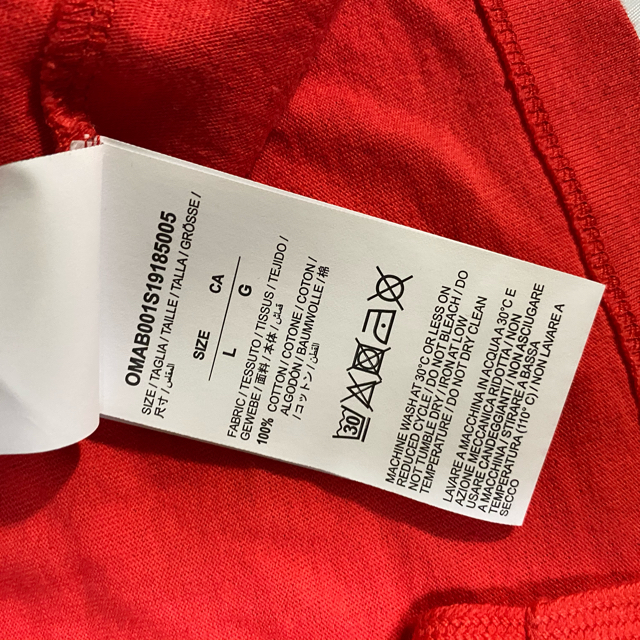 OMAB001S19185005
SIZE / TAGLIA / TAILLE / TALLA / GRÖSSE /
尺寸 / المقاس /
SIZE CA
L G
FABRIC / TESSUTO / TISSUS / TEJIDO /
GEWEBE / 面料 / 本体 / قماش /
100% COTTON / COTONE / COTON /
ALGODÓN / BAUMWOLLE / 棉
/ コットン / القطن /
30
MACHINE WASH AT 30°C OR LESS ON
REDUCED CYCLE / DO NOT BLEACH / DO
NOT TUMBLE DRY / IRON AT LOW
TEMPERATURE / DO NOT DRY CLEAN
LAVARE A MACCHINA IN ACQUA A 30°C E
AZIONE MECCANICA RIDOTTA / NON
USARE CANDEGGIANTI / NON ASCIUGARE
A MACCHINA / STIRARE A BASSA
TEMPERATURA (110° C) / NON LAVARE A
SECCO